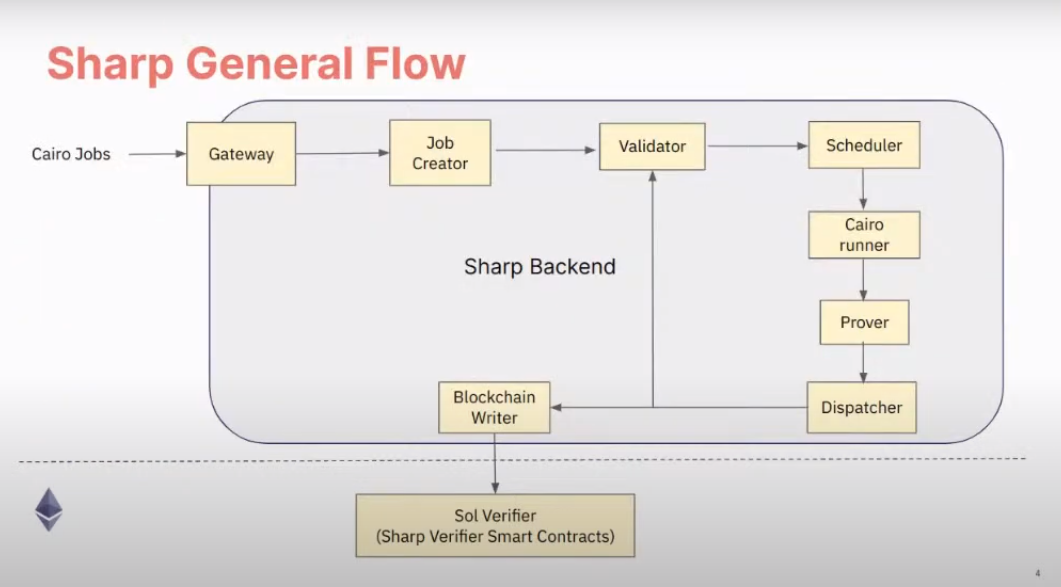 Sharp General Flow
Cairo Jobs
Gateway
Job
Creator
Validator
Scheduler
Cairo
runner
Sharp Backend
Prover
Blockchain
Writer
Dispatcher
Sol Verifier
(Sharp Verifier Smart Contracts)
4